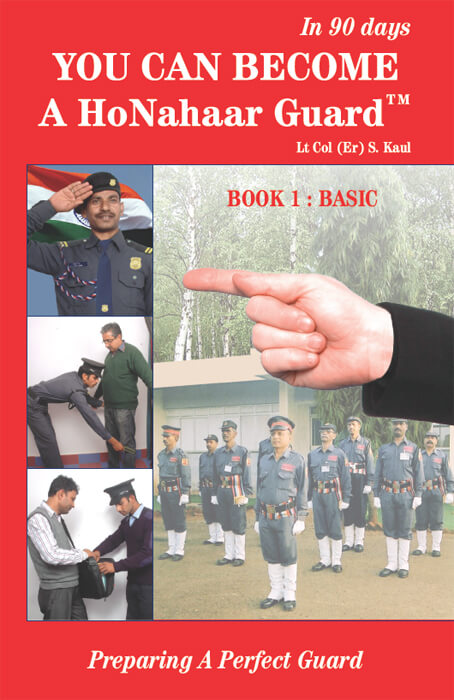 In 90 days
YOU CAN BECOME
A HoNahaar Guard™
Lt Col (Er) S. Kaul
BOOK 1 : BASIC
Preparing A Perfect Guard